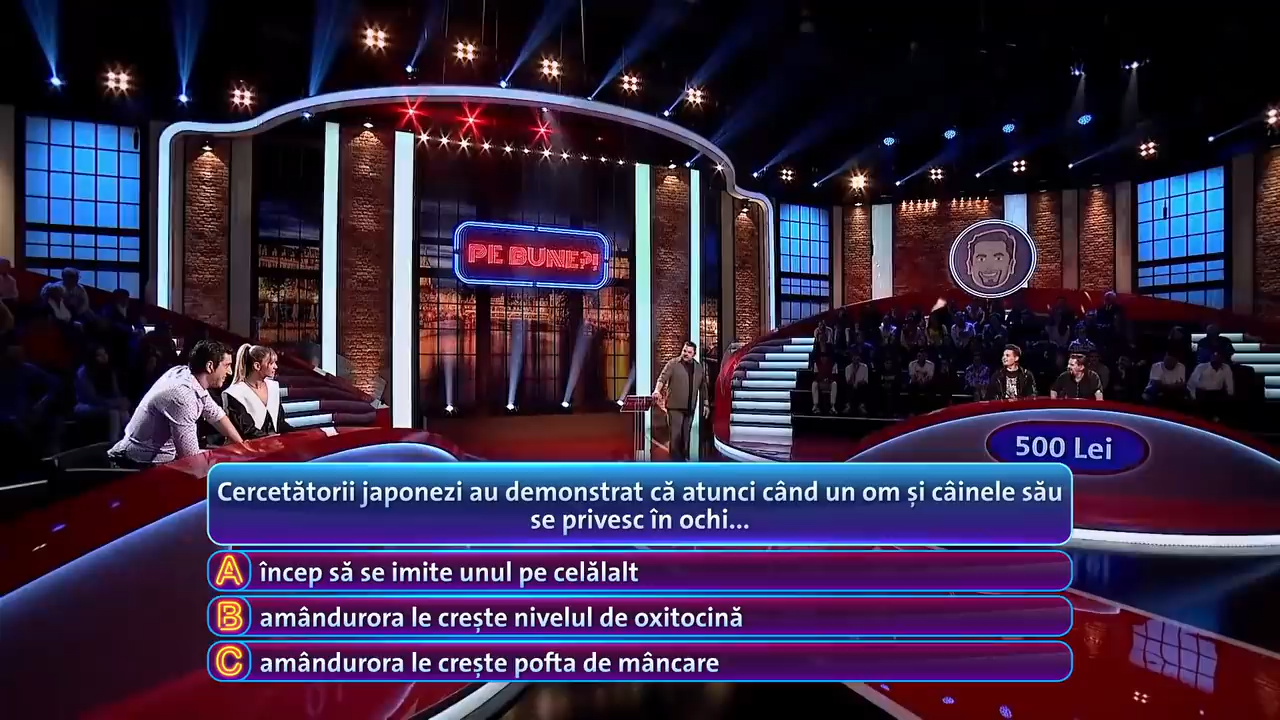 PE BUNE?!
500 Lei
Cercetătorii japonezi au demonstrat că atunci când un om și câinele său
se privesc în ochi...
A încep să se imite unul pe celălalt
B amândurora le crește nivelul de oxitocină
C amândurora le crește pofta de mâncare